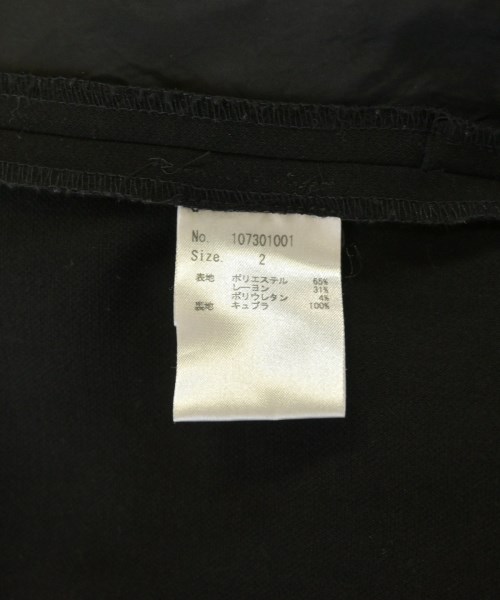 No. 107301001
Size. 2
表地 ポリエステル 65%
レーヨン 31%
ポリウレタン 4%
裏地 キュプラ 100%